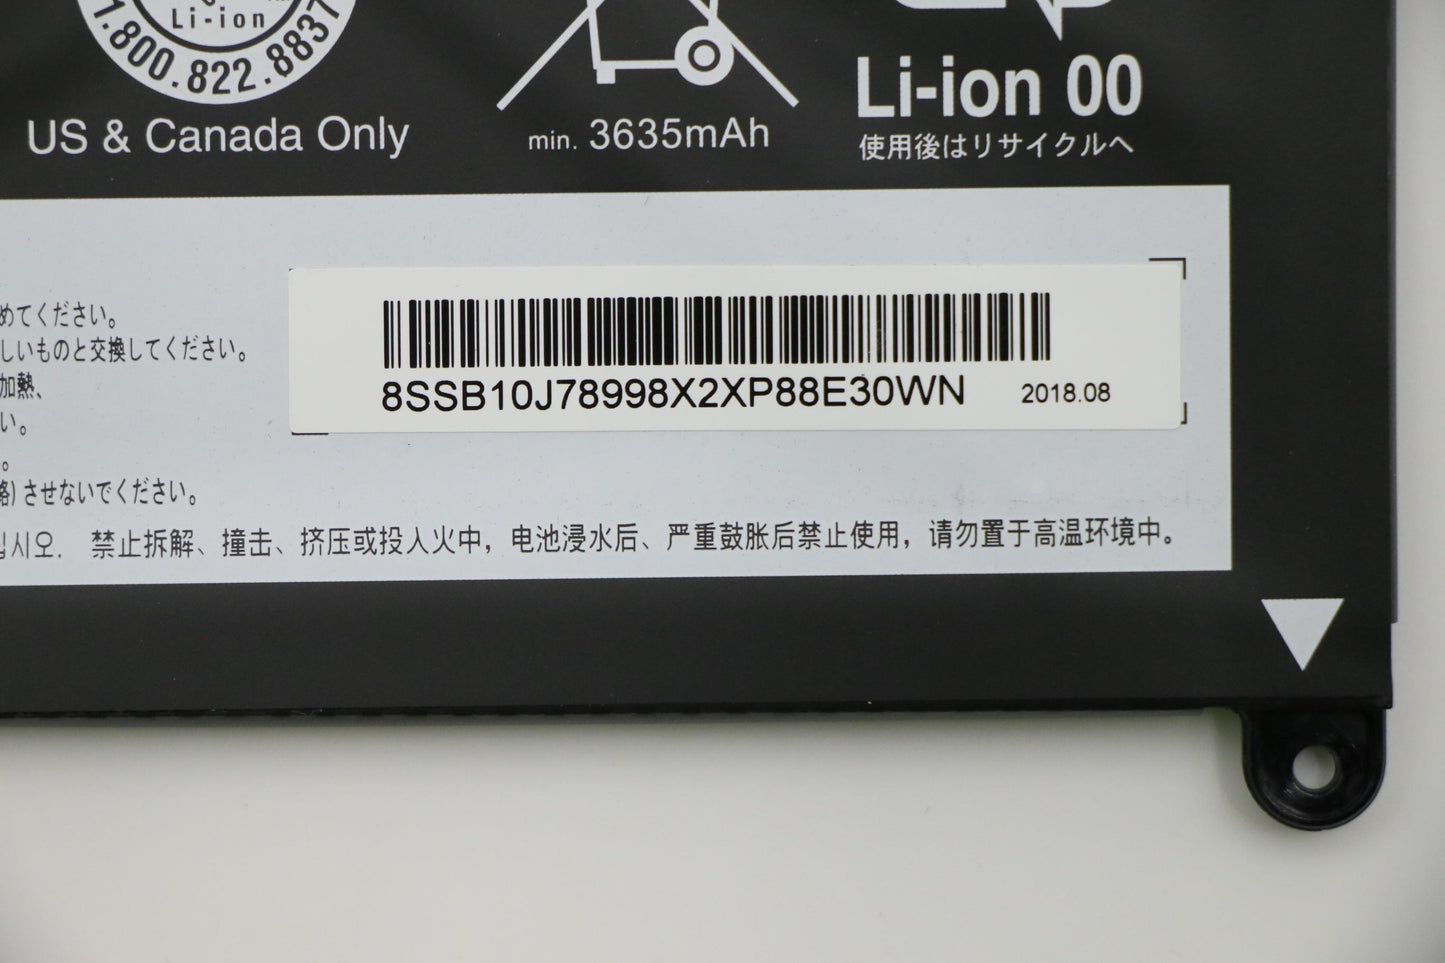 Li-ion
1.800.822.8837
US & Canada Only
min. 3635mAh
Li-ion 00
使用後はリサイクルへ
めてください。
しいものと交換してください。
加熱、
い。
。
8SSB10J78998X2XP88E30WN 2018.08
させないでください。
십시오. 禁止拆解、撞击、挤压或投入火中，电池浸水后、严重鼓胀后禁止使用，请勿置于高温环境中。